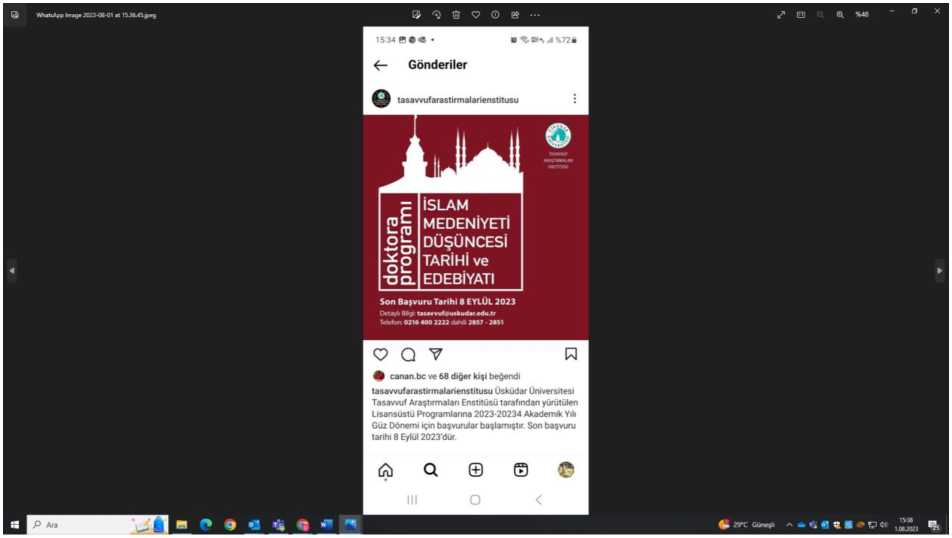 WhatsApp Image 2023-08-01 at 15.36.45.jpeg
%48
15:34
%72
Gönderiler
tasavvufarastirmalarienstitusu
TASAVVUF
ARAŞTIRMALARI
ENSTİTÜSÜ
doktora
programı
İSLAM
MEDENİYETİ
DÜŞÜNCESİ
TARİHİ ve
EDEBİYATI
Son Başvuru Tarihi 8 EYLÜL 2023
Detaylı Bilgi: tasavvuf@uskudar.edu.tr
Telefon: 0216 400 2222 dahili 2857 - 2851
canan.bc ve 68 diğer kişi beğendi
tasavvufarastirmalarienstitusu Üsküdar Üniversitesi
Tasavvuf Araştırmaları Enstitüsü tarafından yürütülen
Lisansüstü Programlarına 2023-20234 Akademik Yılı
Güz Dönemi için başvurular başlamıştır. Son başvuru
tarihi 8 Eylül 2023'dür.
Ara
29°C Güneşli
15:38
1.08.2023